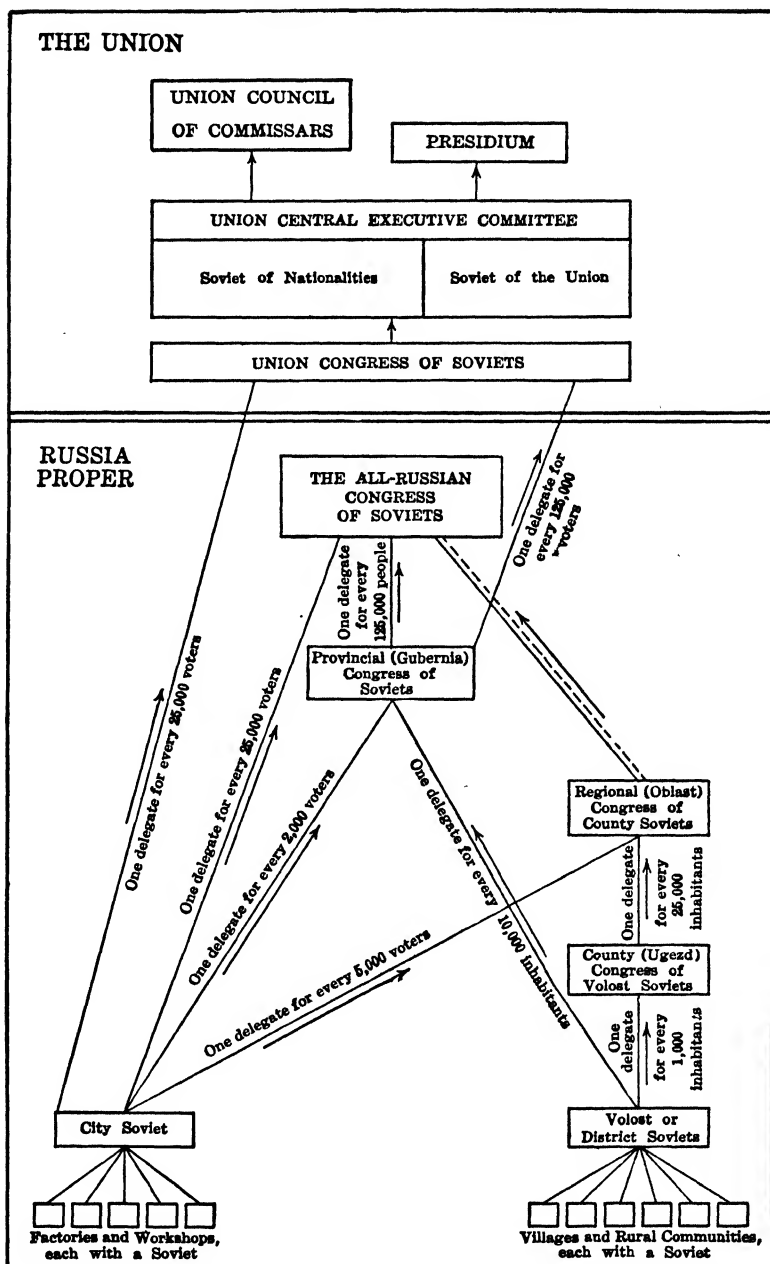 THE UNION
UNION COUNCIL
OF COMMISSARS
PRESIDIUM
UNION CENTRAL EXECUTIVE COMMITTEE
Soviet of Nationalities
Soviet of the Union
UNION CONGRESS OF SOVIETS
RUSSIA
PROPER
THE ALL-RUSSIAN
CONGRESS
OF SOVIETS
One delegate for
every 125,000
voters
One delegate
for every
125,000 people
Provincial (Gubernia)
Congress of
Soviets
One delegate for every 25,000 voters
One delegate for every 25,000 voters
One delegate for every 2,000 voters
One delegate for every 5,000 voters
One delegate for every
10,000 inhabitants
Regional (Oblast)
Congress of
County Soviets
One delegate
for every
25,000
inhabitants
County (Ugezd)
Congress of
Volost Soviets
One
delegate
for every
1,000
inhabitants
City Soviet
Volost or
District Soviets
Factories and Workshops,
each with a Soviet
Villages and Rural Communities,
each with a Soviet